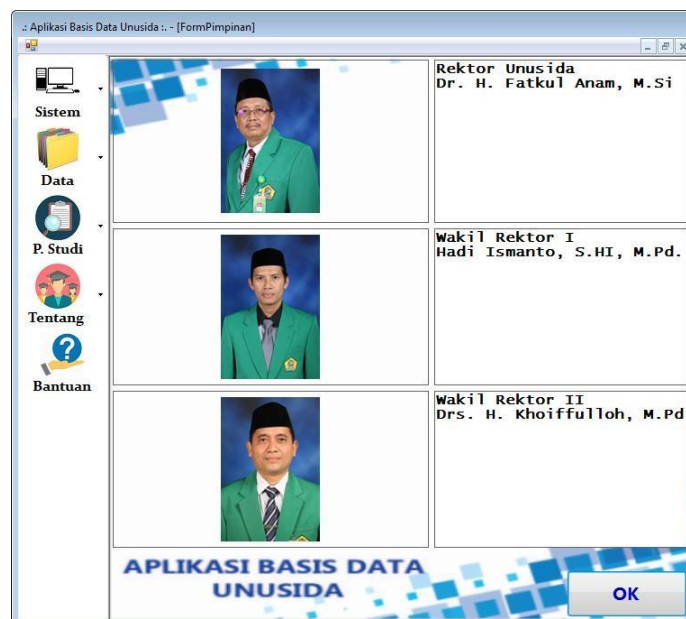 .: Aplikasi Basis Data Unusida :. - [FormPimpinan]
Sistem
Data
P. Studi
Tentang
Bantuan
Rektor Unusida
Dr. H. Fatkul Anam, M.Si
Wakil Rektor I
Hadi Ismanto, S.HI, M.Pd.
Wakil Rektor II
Drs. H. Khoiffulloh, M.Pd
APLIKASI BASIS DATA
UNUSIDA
OK